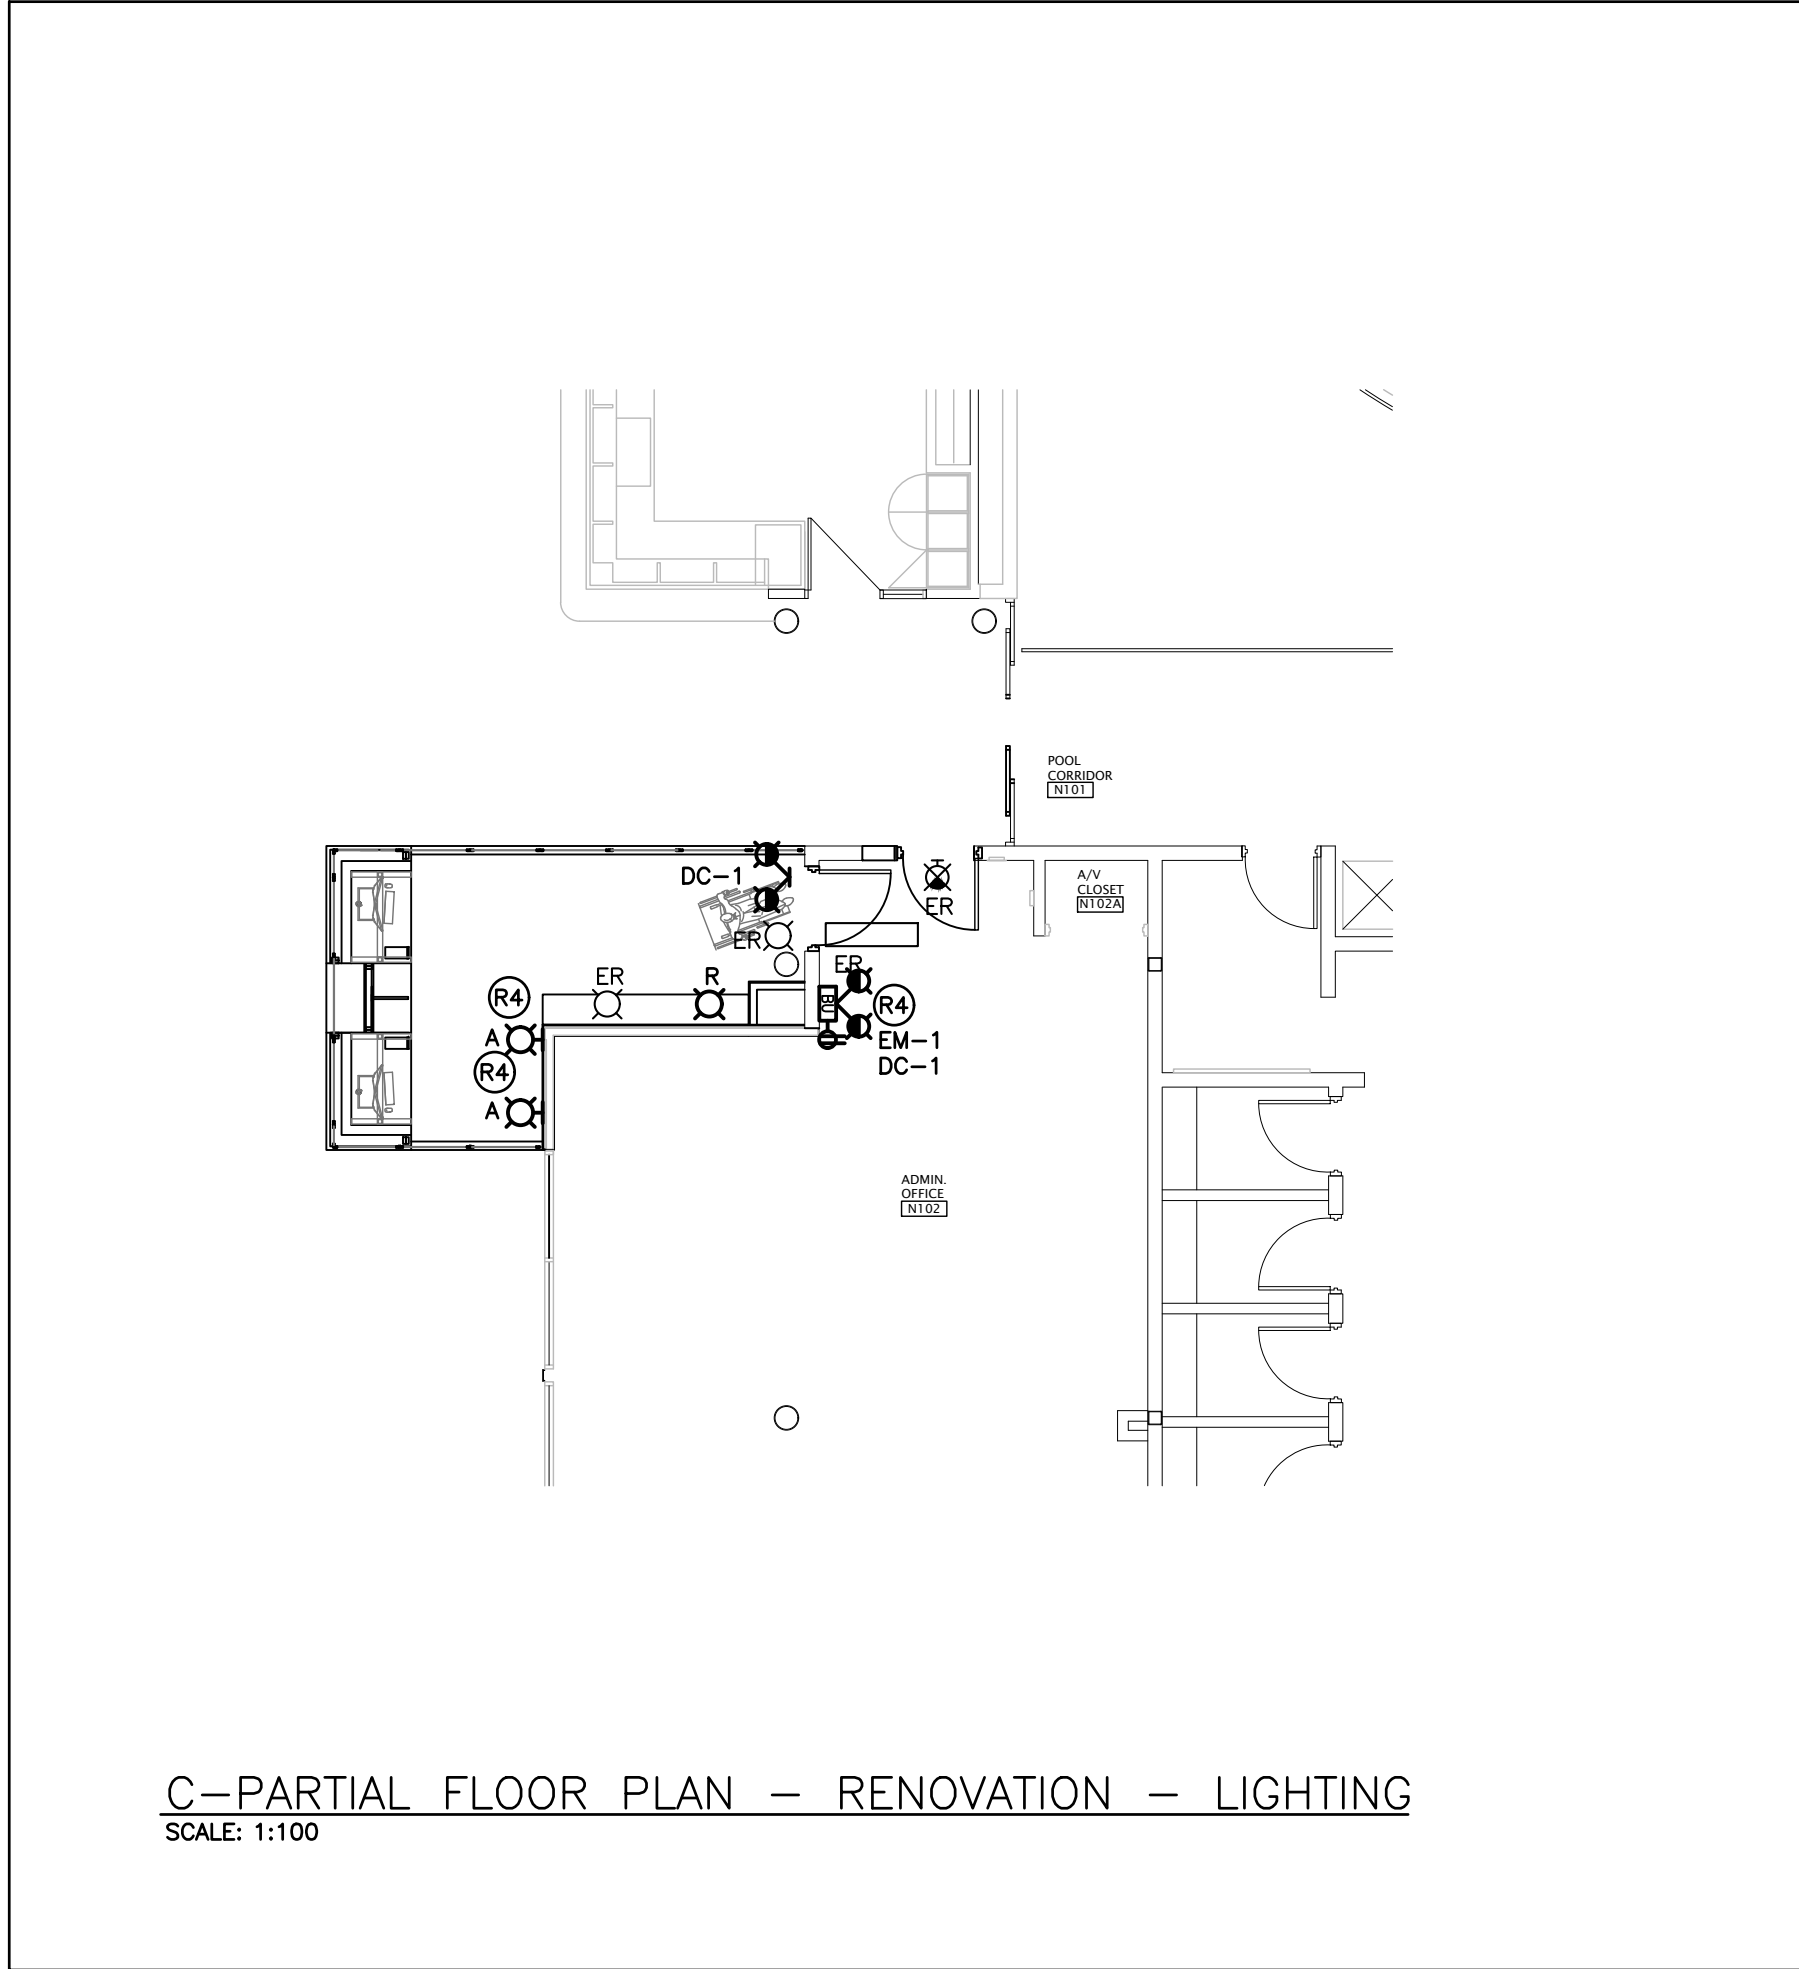 POOL
CORRIDOR
N101
DC-1
A/V
CLOSET
N102A
ER
ER
ER
ER
R
R4
R4
BU
A
EM-1
R4
DC-1
A
ADMIN.
OFFICE
N102
C-PARTIAL FLOOR PLAN - RENOVATION - LIGHTING
SCALE: 1:100